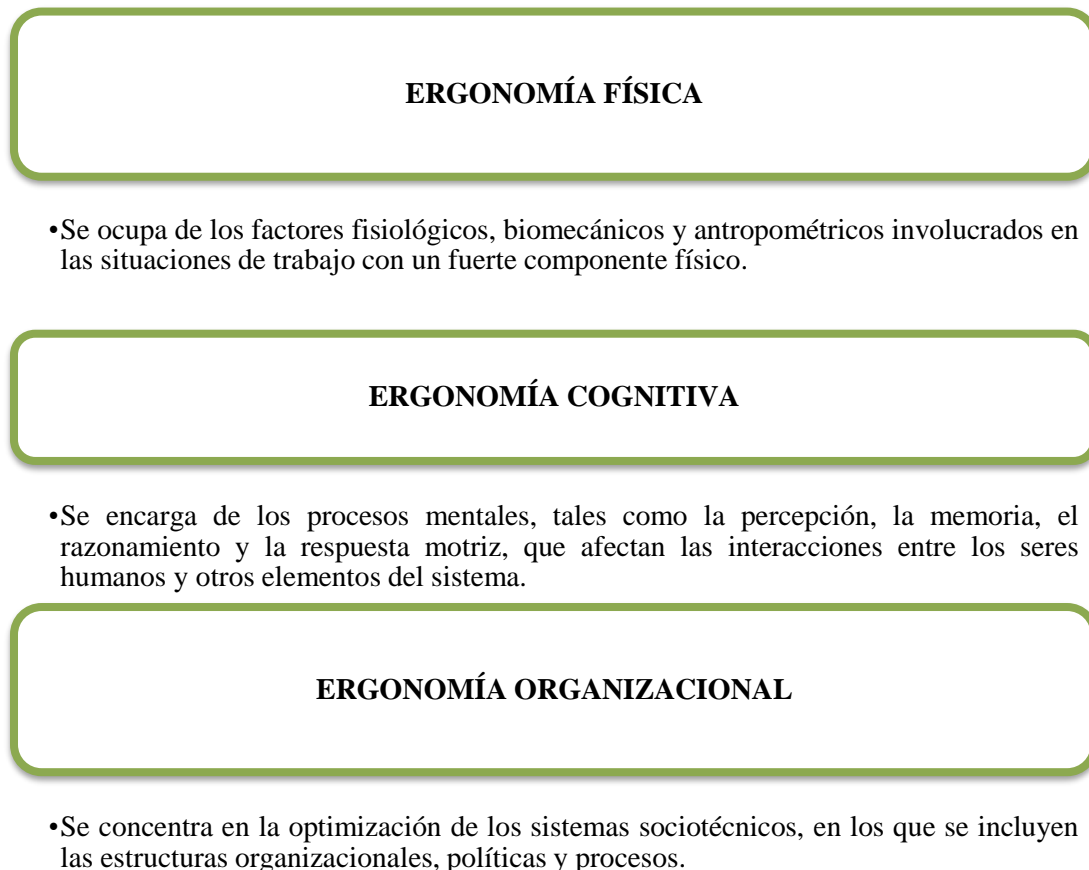 ERGONOMÍA FÍSICA
•Se ocupa de los factores fisiológicos, biomecánicos y antropométricos involucrados en
las situaciones de trabajo con un fuerte componente físico.
ERGONOMÍA COGNITIVA
•Se encarga de los procesos mentales, tales como la percepción, la memoria, el
razonamiento y la respuesta motriz, que afectan las interacciones entre los seres
humanos y otros elementos del sistema.
ERGONOMÍA ORGANIZACIONAL
•Se concentra en la optimización de los sistemas sociotécnicos, en los que se incluyen
las estructuras organizacionales, políticas y procesos.